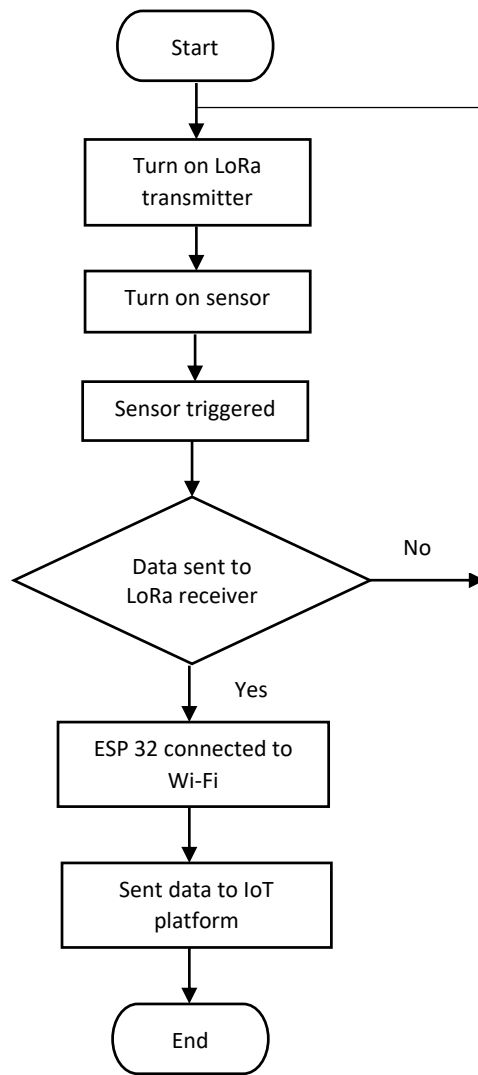 Start
Turn on LoRa
transmitter
Turn on sensor
Sensor triggered
Data sent to
LoRa receiver
No
Yes
ESP 32 connected to
Wi-Fi
Sent data to IoT
platform
End